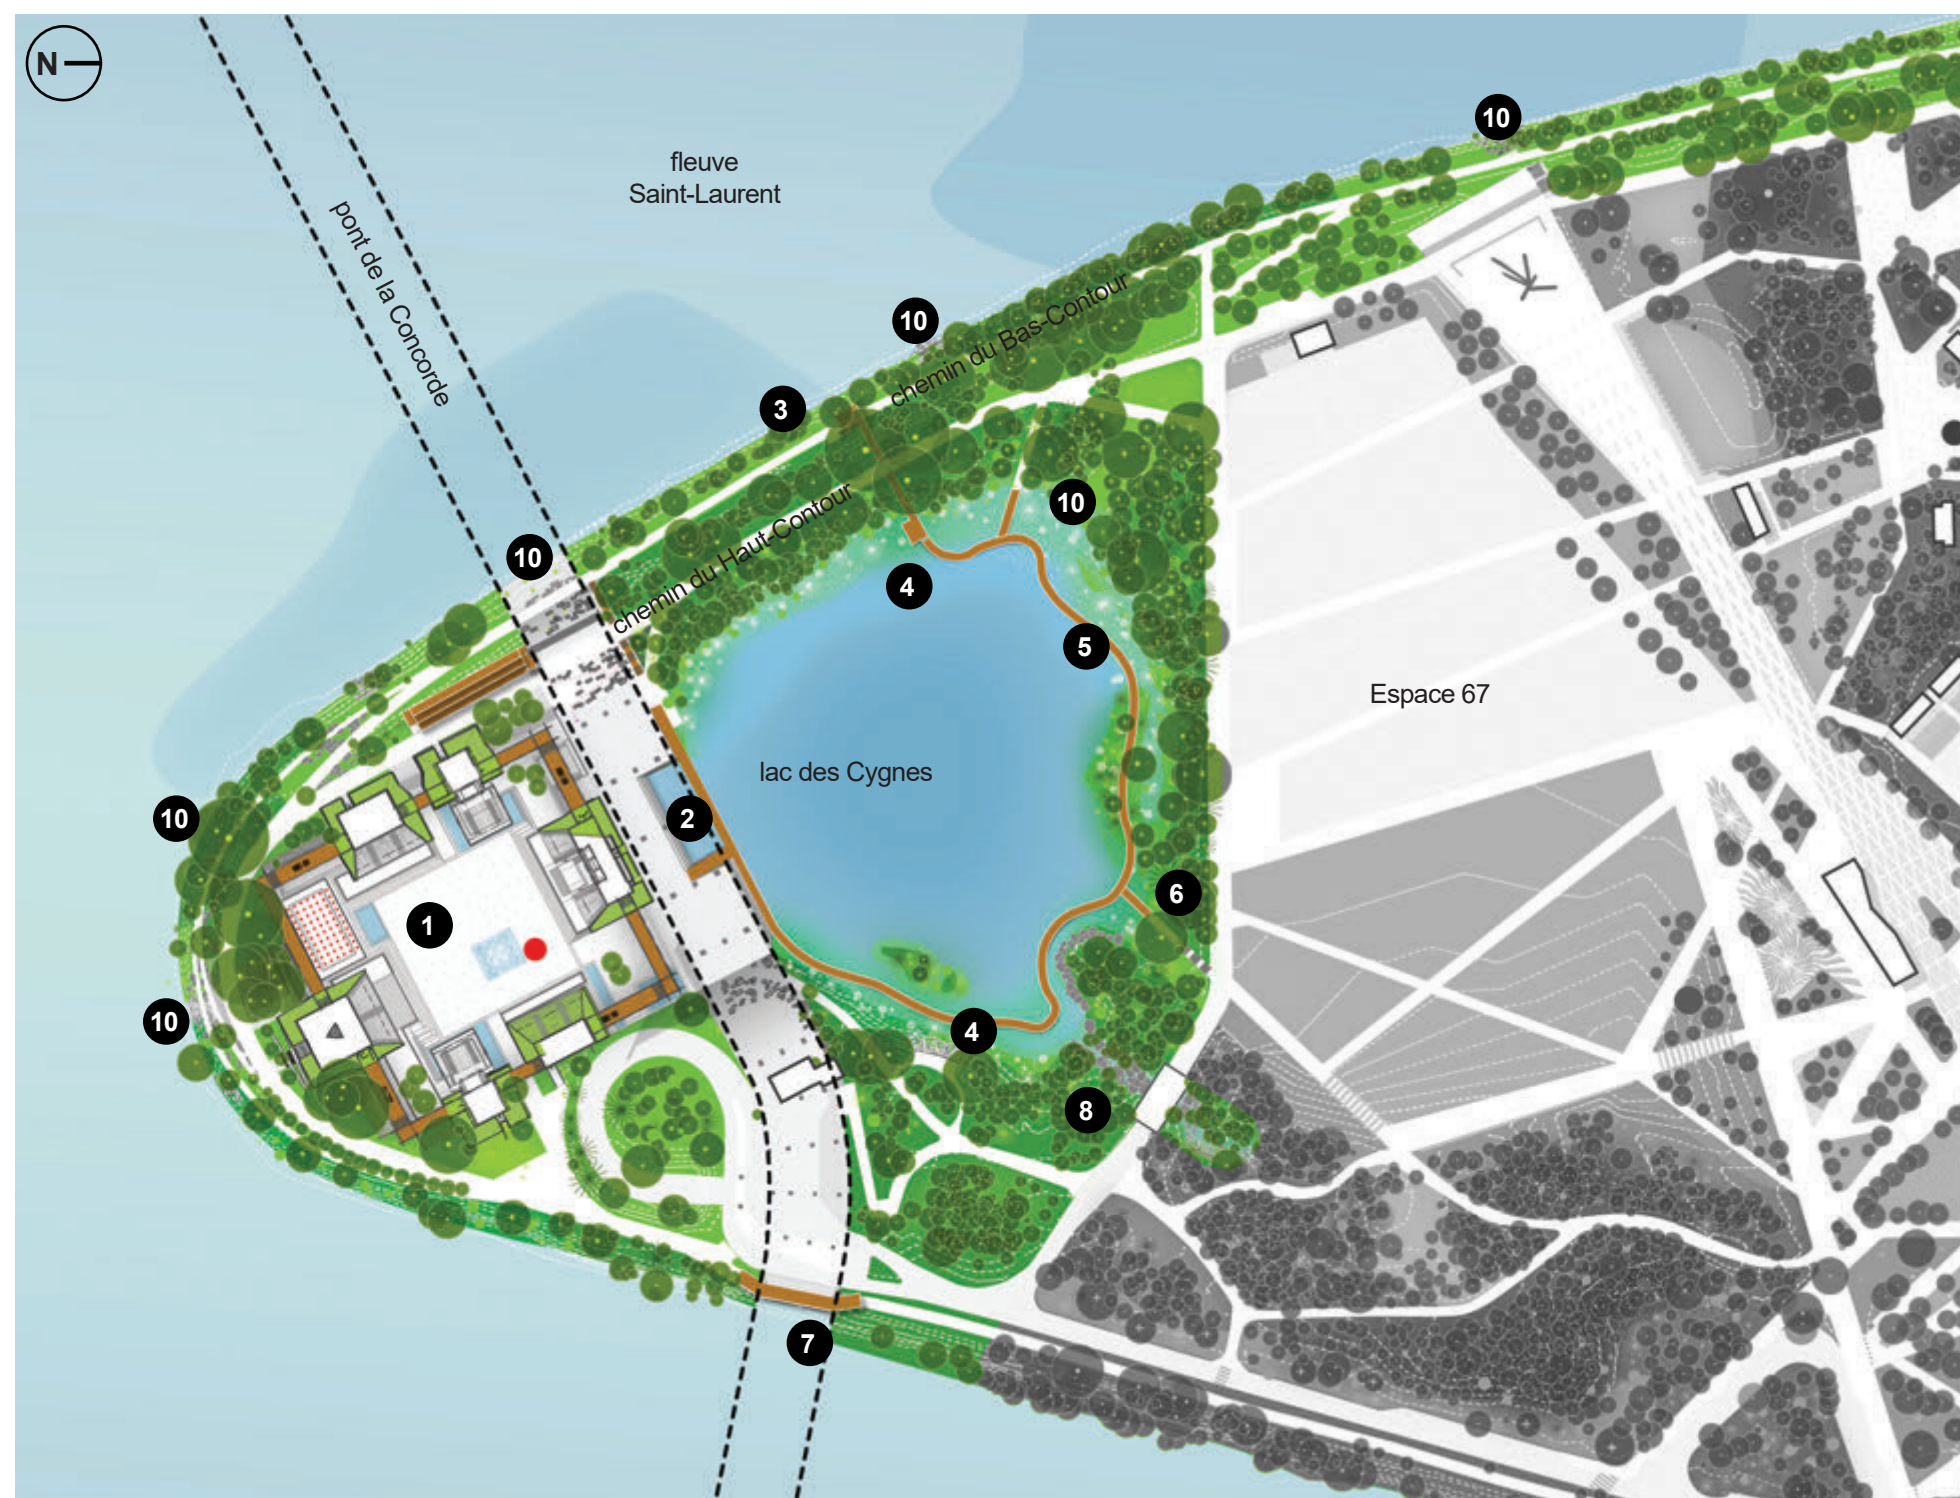 N
fleuve
Saint-Laurent
10
pont de la Concorde
10
chemin du Bas-Contour
3
10
chemin du Haut-Contour
10
4
5
Espace 67
lac des Cygnes
10
2
6
1
10
4
8
7